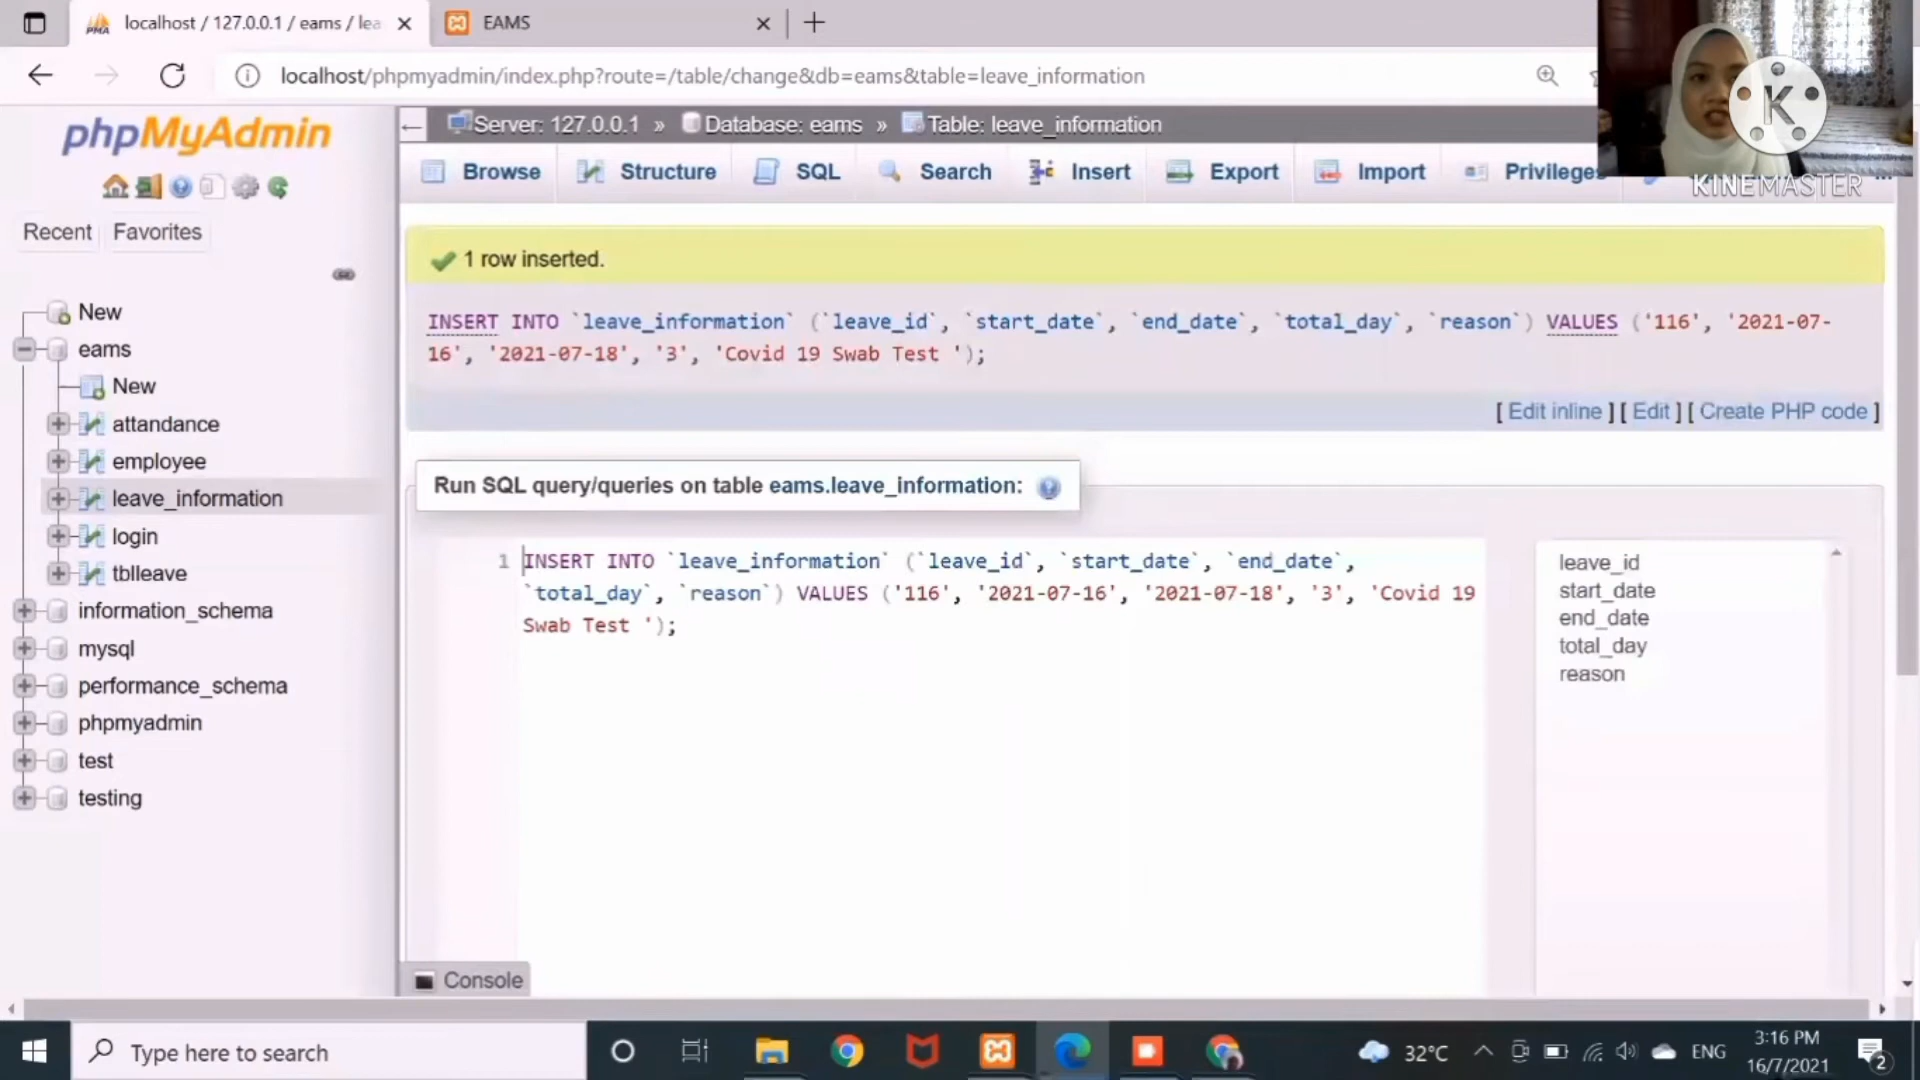 localhost / 127.0.0.1 / eams / lea
EAMS
localhost/phpmyadmin/index.php?route=/table/change&db=eams&table=leave_information
K
KINEMASTER
phpMyAdmin
Server: 127.0.0.1 » Database: eams » Table: leave_information
Browse Structure SQL Search Insert Export Import Privileges
Recent Favorites
1 row inserted.
INSERT INTO `leave_information` (`leave_id`, `start_date`, `end_date`, `total_day`, `reason`) VALUES ('116', '2021-07-
16', '2021-07-18', '3', 'Covid 19 Swab Test ');
[ Edit inline ] [ Edit ] [ Create PHP code ]
New
eams
New
attandance
employee
leave_information
login
tblleave
information_schema
mysql
performance_schema
phpmyadmin
test
testing
Run SQL query/queries on table eams.leave_information:
1 INSERT INTO `leave_information` (`leave_id`, `start_date`, `end_date`,
`total_day`, `reason`) VALUES ('116', '2021-07-16', '2021-07-18', '3', 'Covid 19
Swab Test ');
leave_id
start_date
end_date
total_day
reason
Console
Type here to search
32°C
ENG
3:16 PM
16/7/2021
2